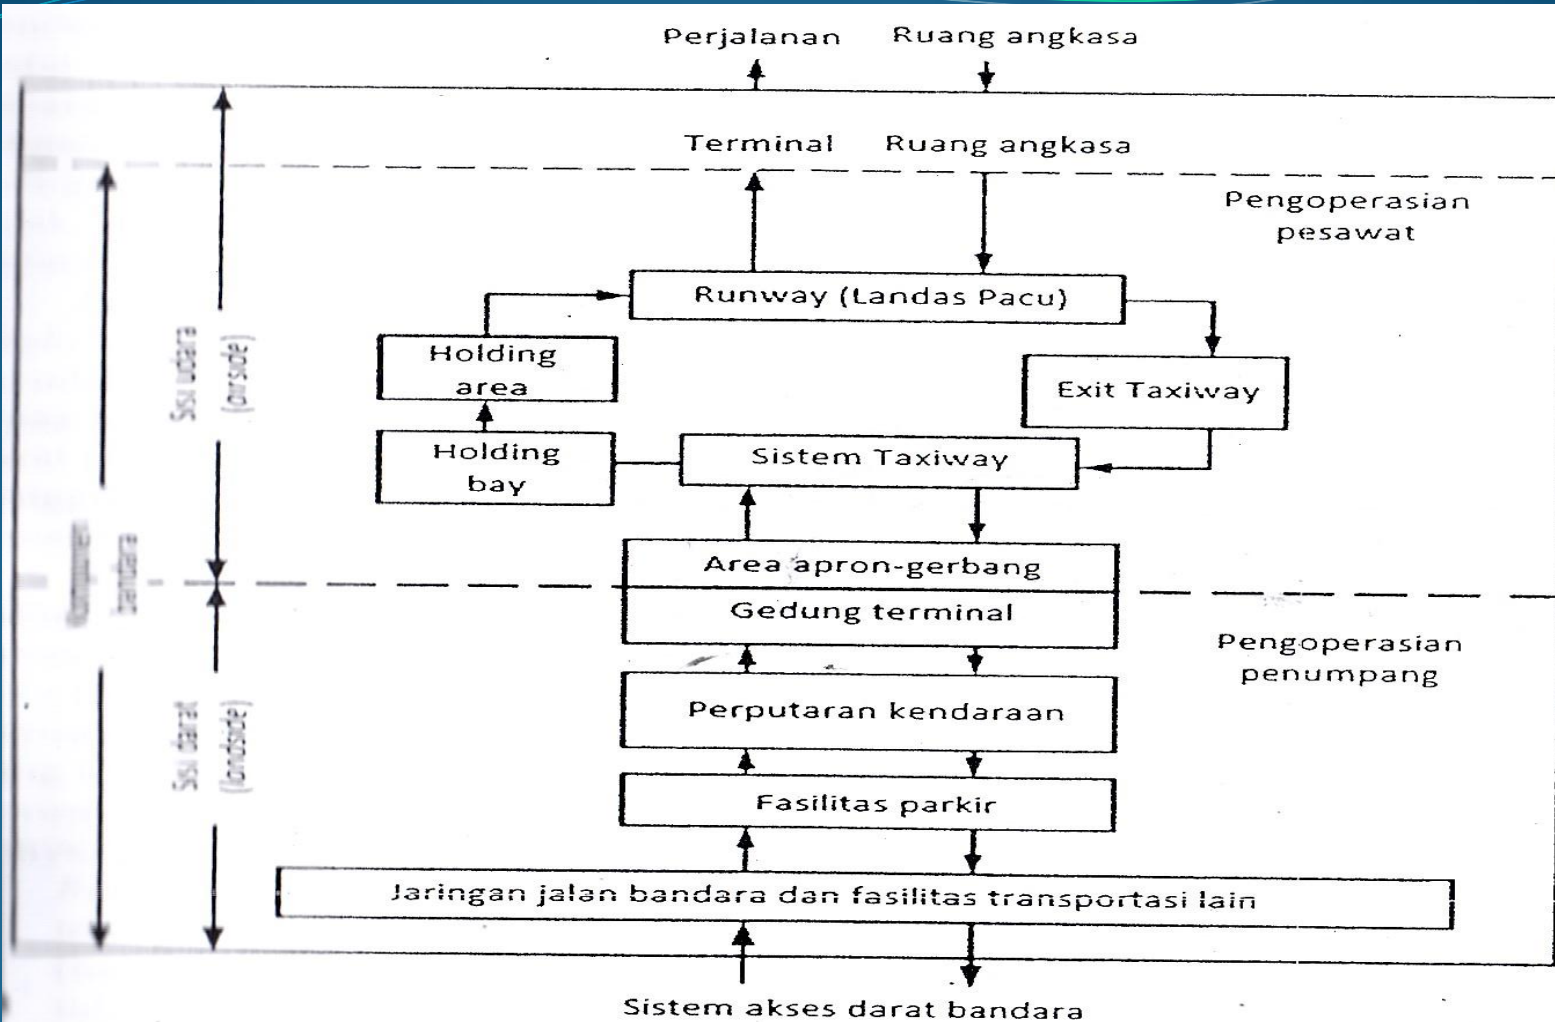 Perjalanan Ruang angkasa
Terminal Ruang angkasa
Pengoperasian
pesawat
Runway (Landas Pacu)
Holding
area
Exit Taxiway
Holding
bay
Sistem Taxiway
Sisi udara
(airside)
Area apron-gerbang
Gedung terminal
Komponen
bandara
Pengoperasian
penumpang
Perputaran kendaraan
Sisi darat
(landside)
Fasilitas parkir
Jaringan jalan bandara dan fasilitas transportasi lain
Sistem akses darat bandara